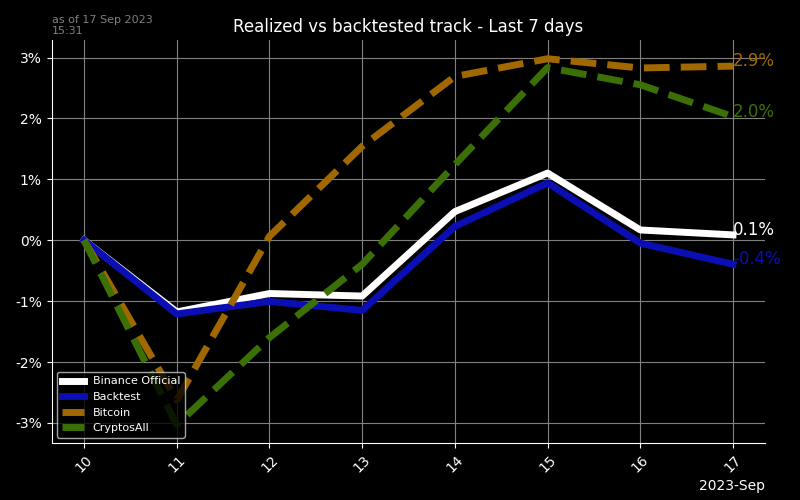 as of 17 Sep 2023
15:31
Realized vs backtested track - Last 7 days
3%
2%
1%
0%
-1%
-2%
-3%
2.9%
2.0%
0.1%
-0.4%
Binance Official
Backtest
Bitcoin
CryptosAll
10
11
12
13
14
15
16
17
2023-Sep